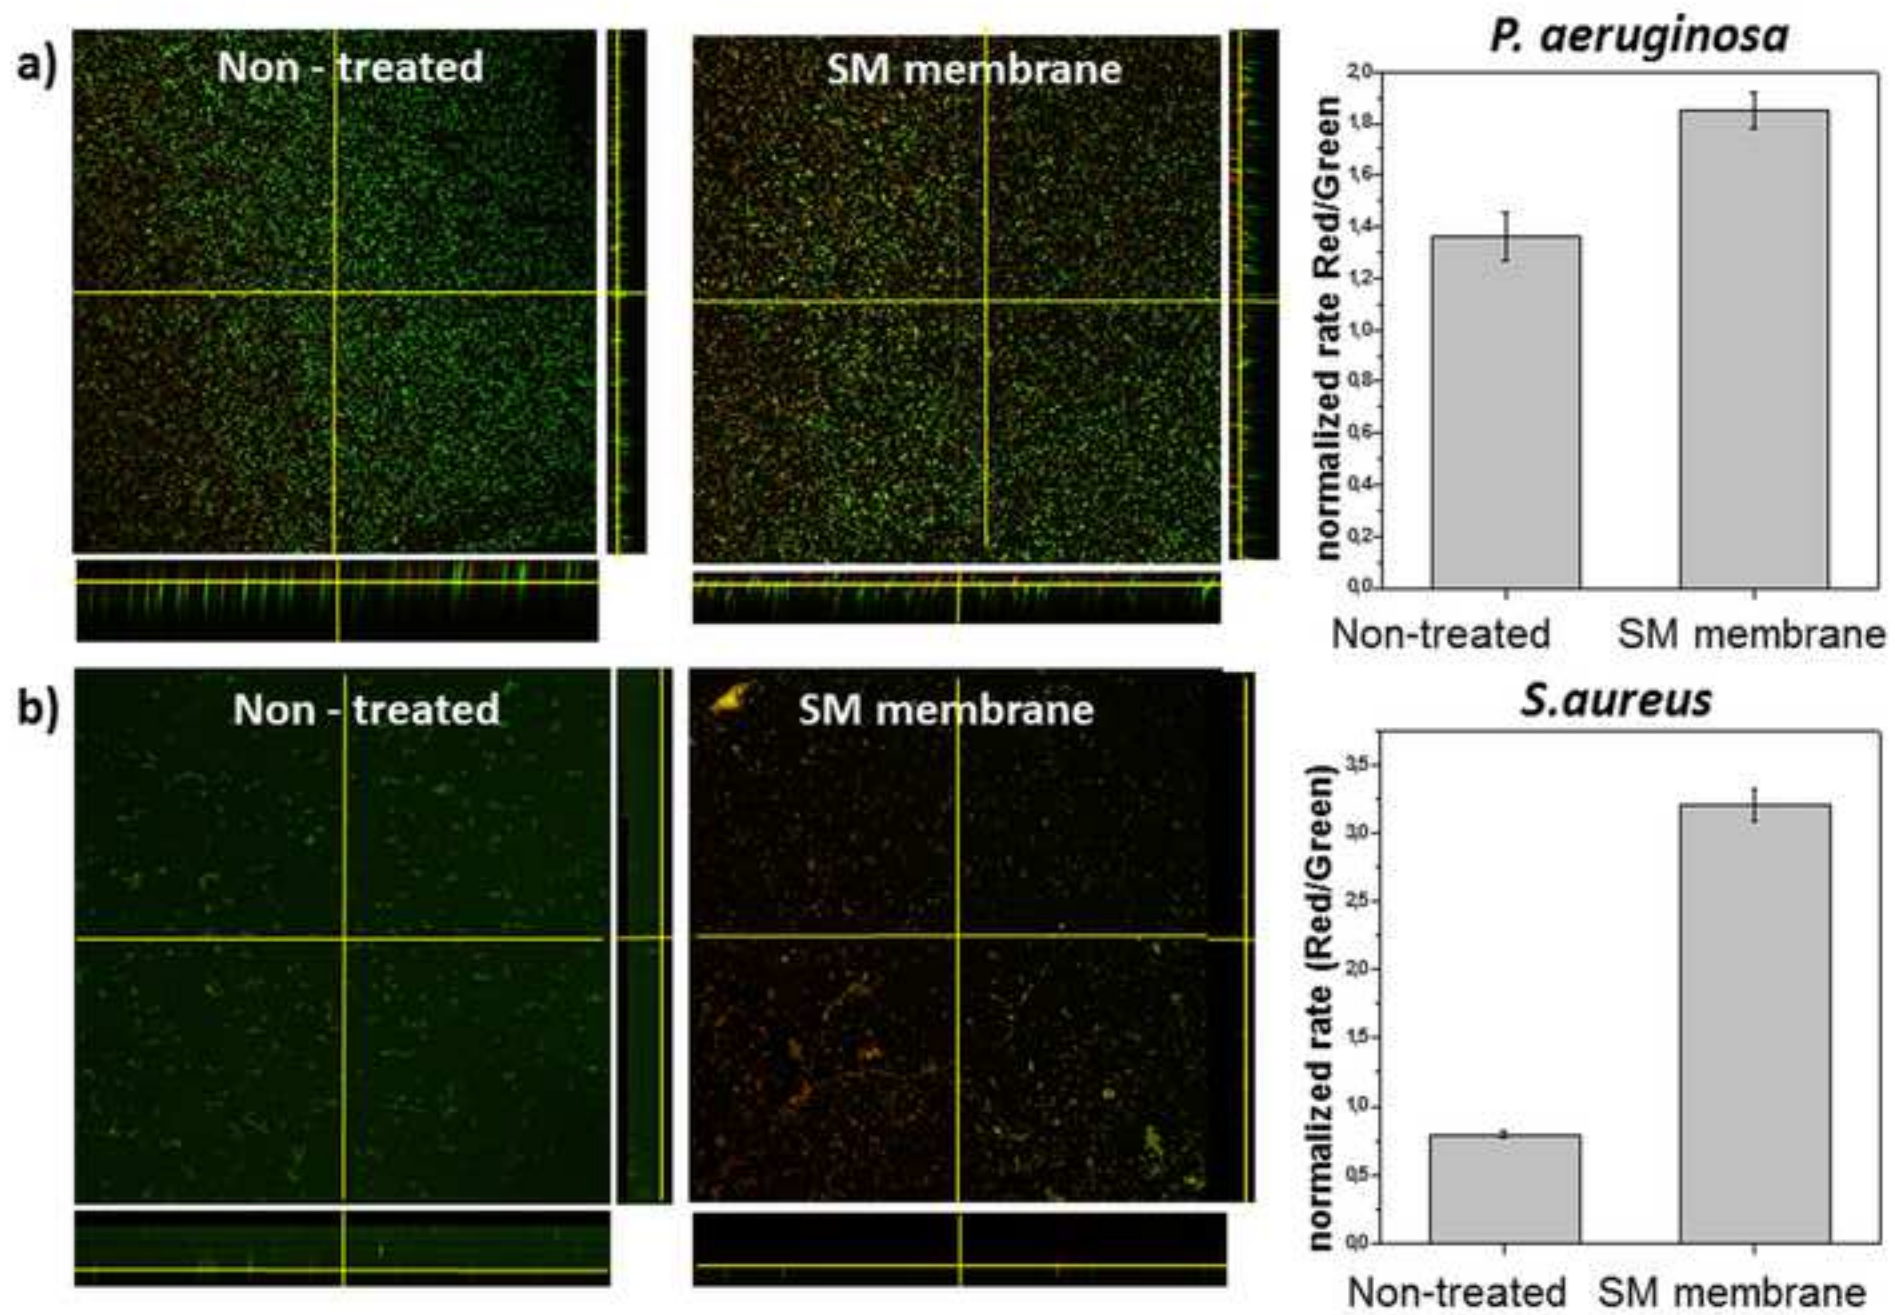 a)
Non - treated
SM membrane
P. aeruginosa
normalized rate Red/Green
2,0
1,8
1,6
1,4
1,2
1,0
0,8
0,6
0,4
0,2
0,0
Non-treated
SM membrane
b)
Non - treated
SM membrane
S.aureus
normalized rate (Red/Green)
3,5
3,0
2,5
2,0
1,5
1,0
0,5
0,0
Non-treated
SM membrane